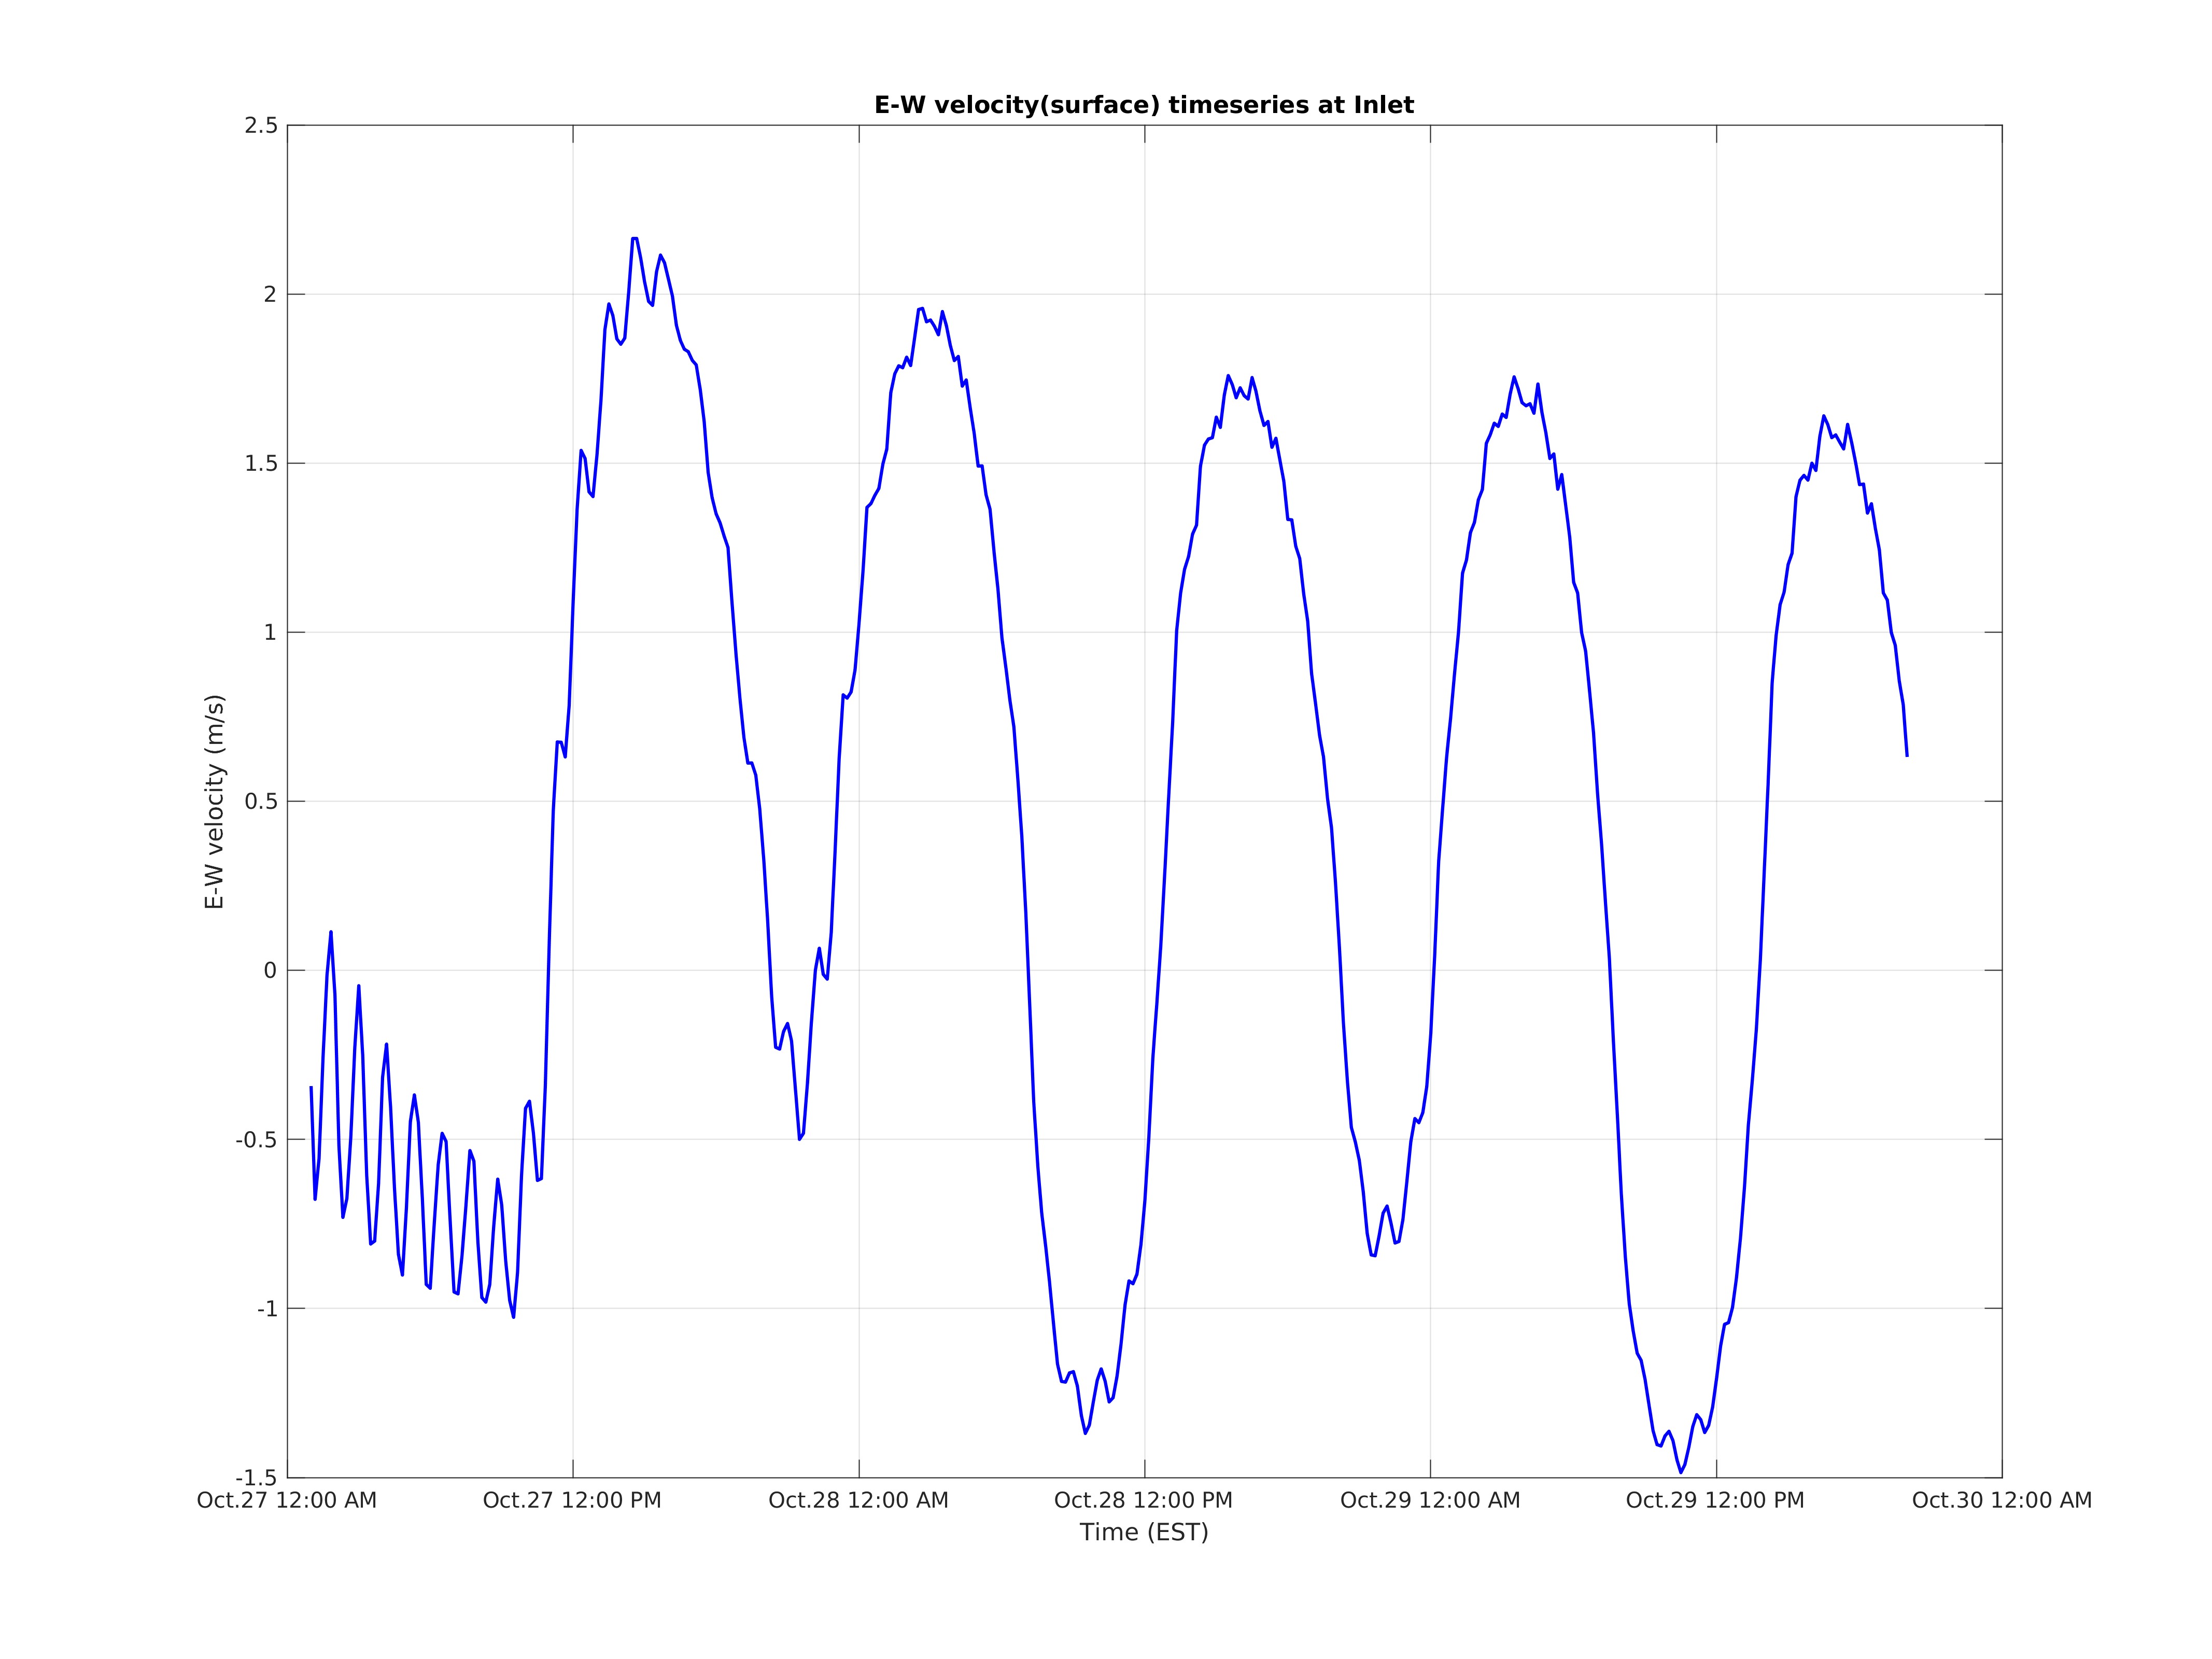 E-W velocity(surface) timeseries at Inlet
2.5
2
1.5
1
0.5
0
-0.5
-1
-1.5
E-W velocity (m/s)
Oct.27 12:00 AM
Oct.27 12:00 PM
Oct.28 12:00 AM
Oct.28 12:00 PM
Oct.29 12:00 AM
Oct.29 12:00 PM
Oct.30 12:00 AM
Time (EST)